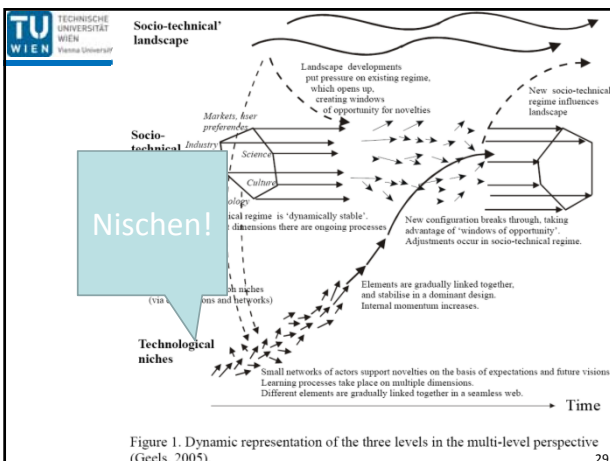 TU
WIEN
TECHNISCHE
UNIVERSITÄT
WIEN
Vienna Universit
Socio-technical’
landscape
Landscape developments
put pressure on existing regime,
which opens up,
creating windows
of opportunity for novelties
New socio-technical
regime influences
landscape
Markets, user
preferences
Socio-
technical
Industry
Science
Culture
ology
Nischen!
ical regime is ‘dynamically stable’.
t dimensions there are ongoing processes
New configuration breaks through, taking
advantage of ‘windows of opportunity’.
Adjustments occur in socio-technical regime.
n niches
(via ons and networks)
Elements are gradually linked together,
and stabilise in a dominant design.
Internal momentum increases.
Technological
niches
Small networks of actors support novelties on the basis of expectations and future visions
Learning processes take place on multiple dimensions.
Different elements are gradually linked together in a seamless web.
Time
Figure 1. Dynamic representation of the three levels in the multi-level perspective
(Geels, 2005)
29